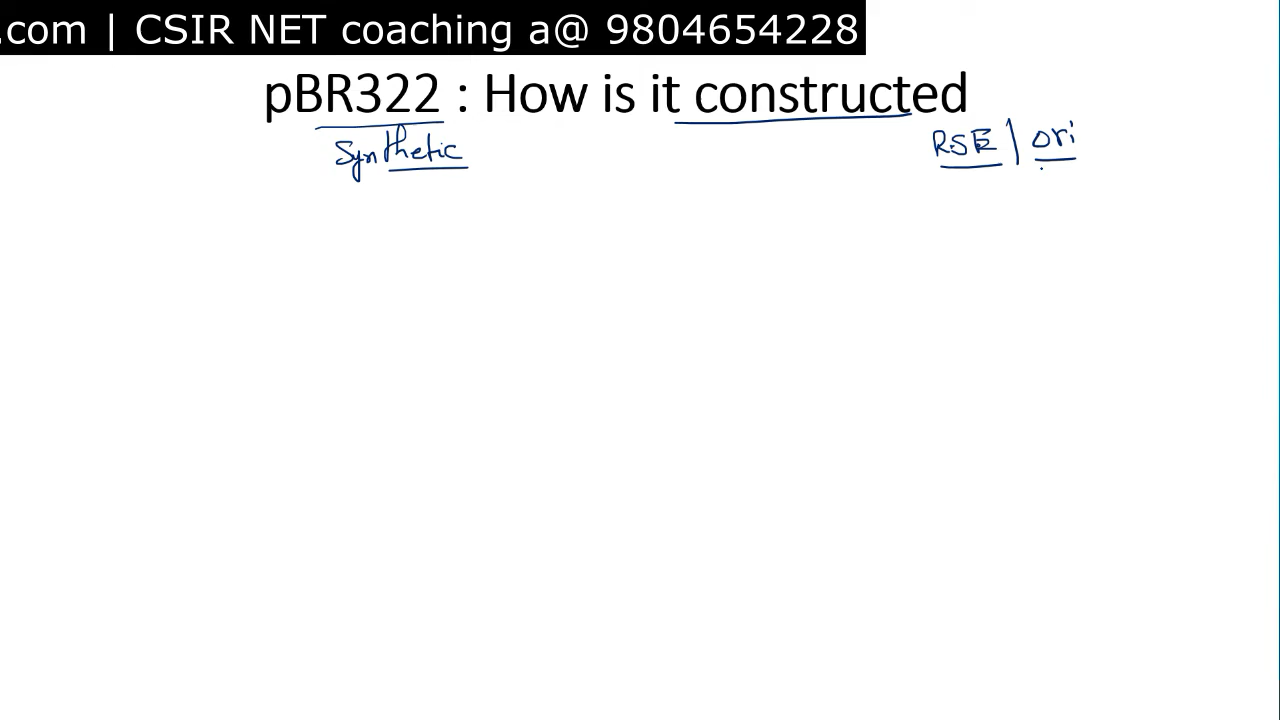 .com | CSIR NET coaching a@ 9804654228
pBR322 : How is it constructed
Synthetic
RSE | ori